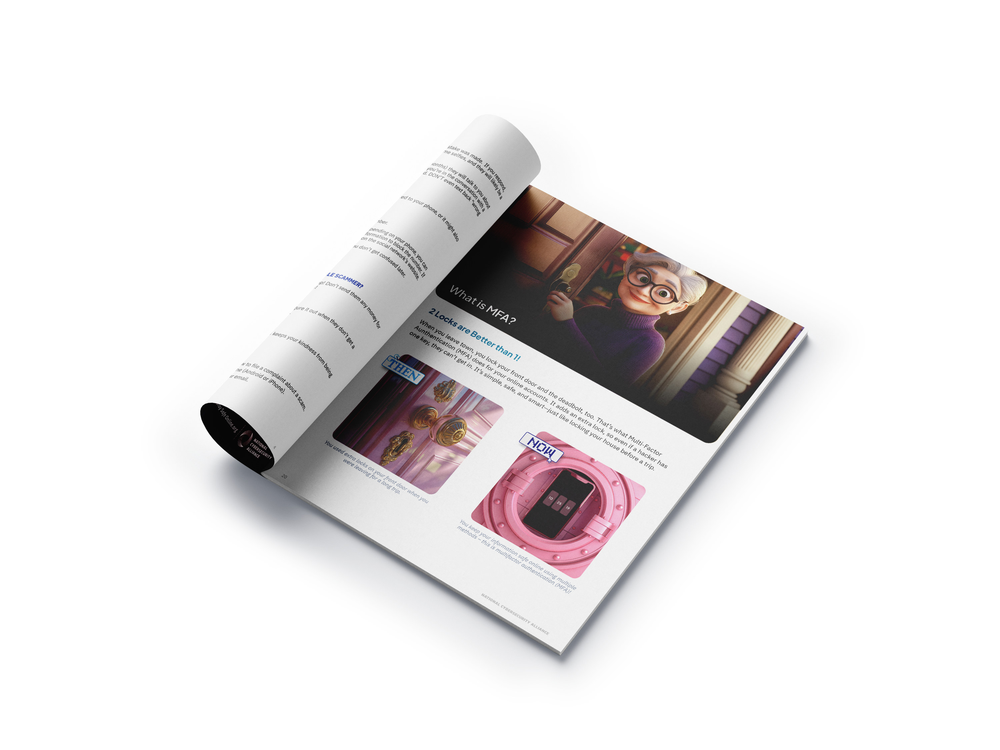 stake was made. If you respond,
me selfies, and they will likely be a
onths) they will talk to you about
you're in the conversation with a
d. DON'T even text back "wrong
ed to your phone, or it might also
nber.
pending on your phone, you can
formation to block the number. If
on the social network's website.
ou don't get confused later.
LE SCAMMER?
up! Don't send them any money for
gure it out when they don't get a
keeps your kindness from being
w to file a complaint about a scam.
ne (Android or iPhone).
ur email.
Safe Online.org
NATIONAL
CYBERSECURITY
ALLIANCE
What is MFA?
2 Locks are Better than 1!
When you leave town, you lock your front door and the deadbolt, too. That's what Multi-Factor
Aunthentication (MFA) does for your online accounts. It adds an extra lock, so even if a hacker has
one key, they can't get in. It's simple, safe, and smart—just like locking your house before a trip.
THEN
You used extra locks on your front door when you
were leaving for a long trip.
NOW
10 25 19
You keep your information safe online using multiple
methods – this is multifactor authentication (MFA)!
20
NATIONAL CYBERSECURITY ALLIANCE